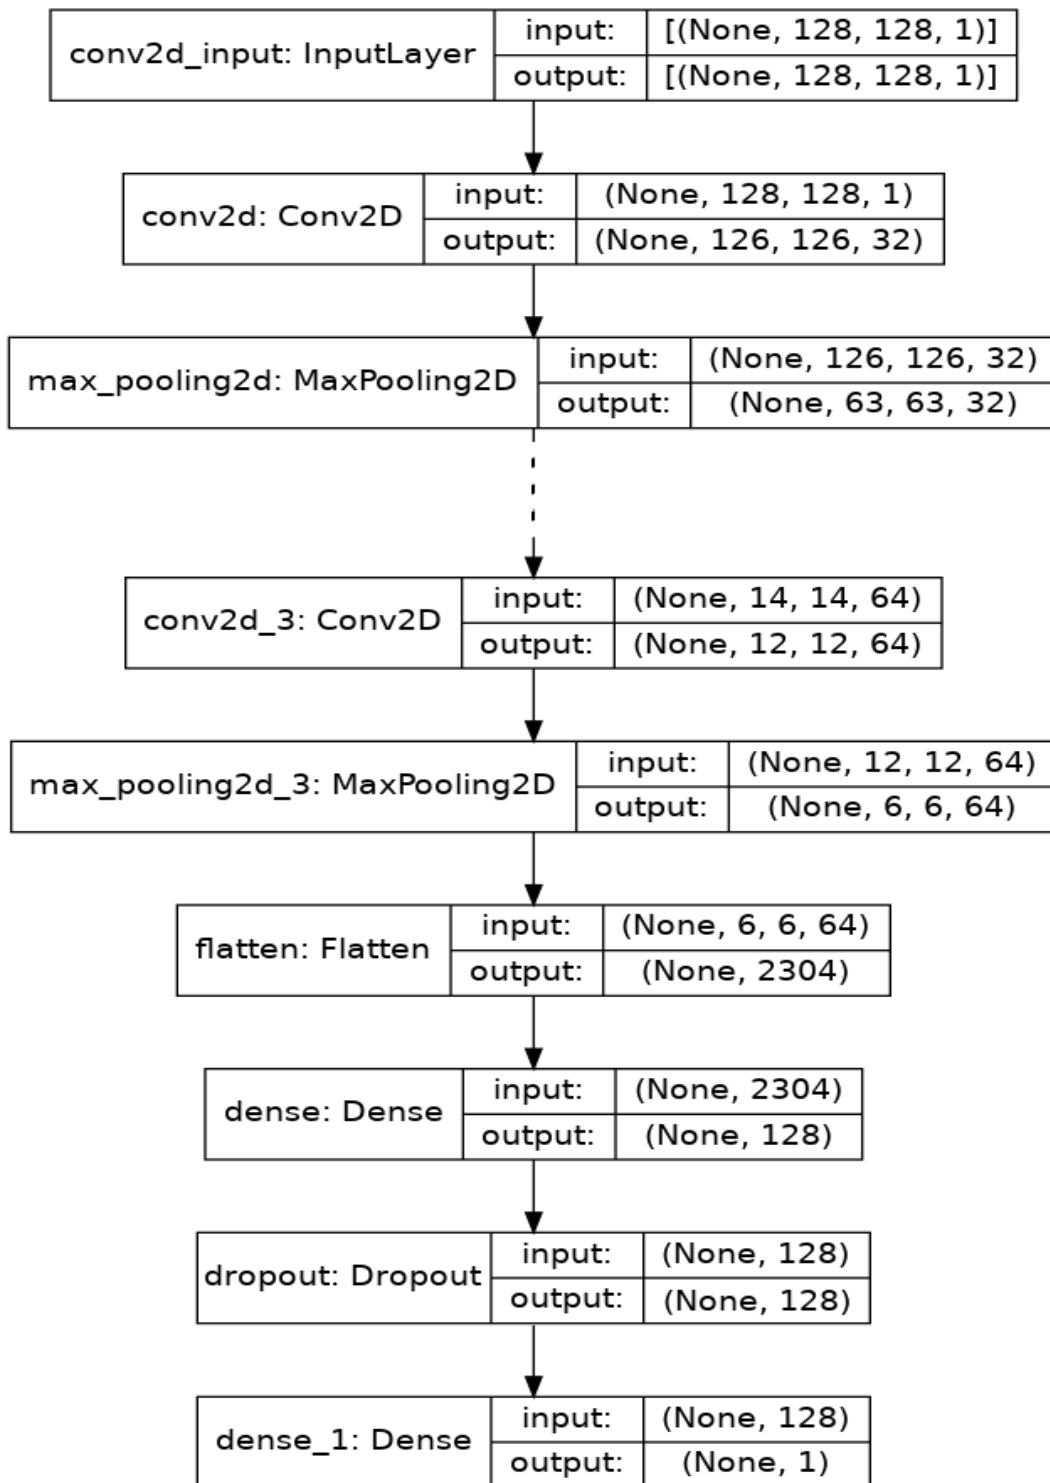 conv2d_input: InputLayer
input: [(None, 128, 128, 1)]
output: [(None, 128, 128, 1)]
conv2d: Conv2D
input: (None, 128, 128, 1)
output: (None, 126, 126, 32)
max_pooling2d: MaxPooling2D
input: (None, 126, 126, 32)
output: (None, 63, 63, 32)
conv2d_3: Conv2D
input: (None, 14, 14, 64)
output: (None, 12, 12, 64)
max_pooling2d_3: MaxPooling2D
input: (None, 12, 12, 64)
output: (None, 6, 6, 64)
flatten: Flatten
input: (None, 6, 6, 64)
output: (None, 2304)
dense: Dense
input: (None, 2304)
output: (None, 128)
dropout: Dropout
input: (None, 128)
output: (None, 128)
dense_1: Dense
input: (None, 128)
output: (None, 1)